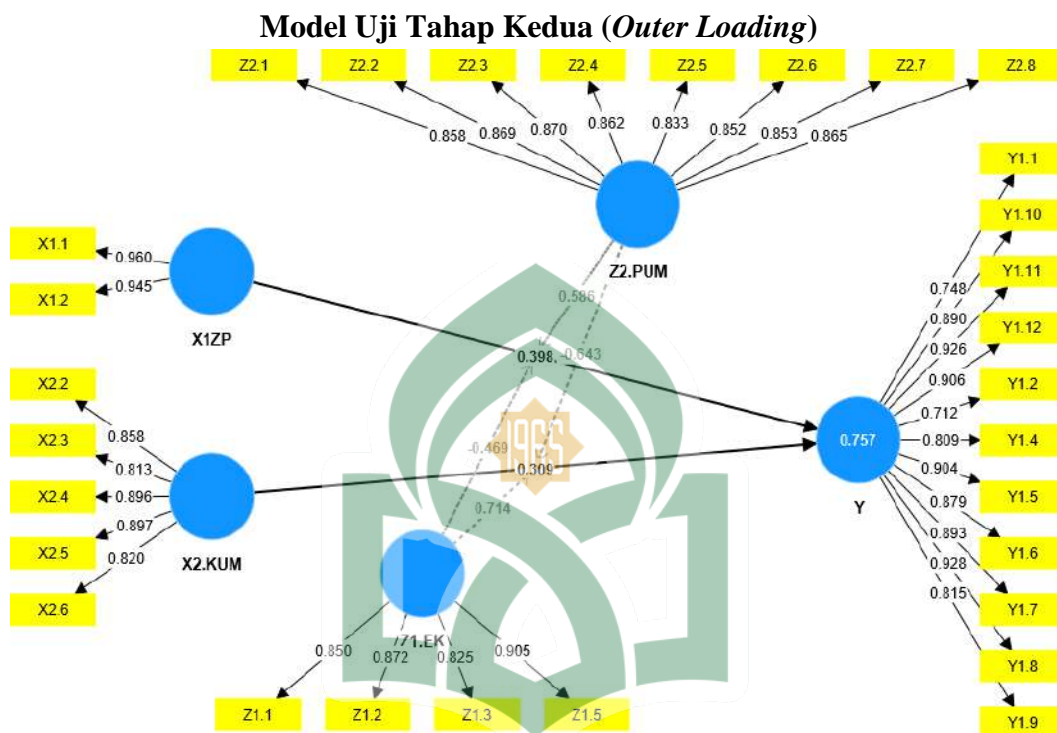 Model Uji Tahap Kedua (Outer Loading)
Z2.1 Z2.2 Z2.3 Z2.4 Z2.5 Z2.6 Z2.7 Z2.8
0.858 0.869 0.870 0.862 0.833 0.852 0.853 0.865
Z2.PUM
X1.1
X1.2
0.960
0.945
X1ZP
X2.2
X2.3
X2.4
X2.5
X2.6
0.858
0.813
0.896
0.897
0.820
X2.KUM
0.586
0.398
-0.643
-0.469
0.309
0.714
1965
Z1.EK
0.850 0.872 0.825 0.905
Z1.1 Z1.2 Z1.3 Z1.5
0.757
Y
0.748
0.890
0.926
0.906
0.712
0.809
0.904
0.879
0.893
0.928
0.815
Y1.1
Y1.10
Y1.11
Y1.12
Y1.2
Y1.4
Y1.5
Y1.6
Y1.7
Y1.8
Y1.9